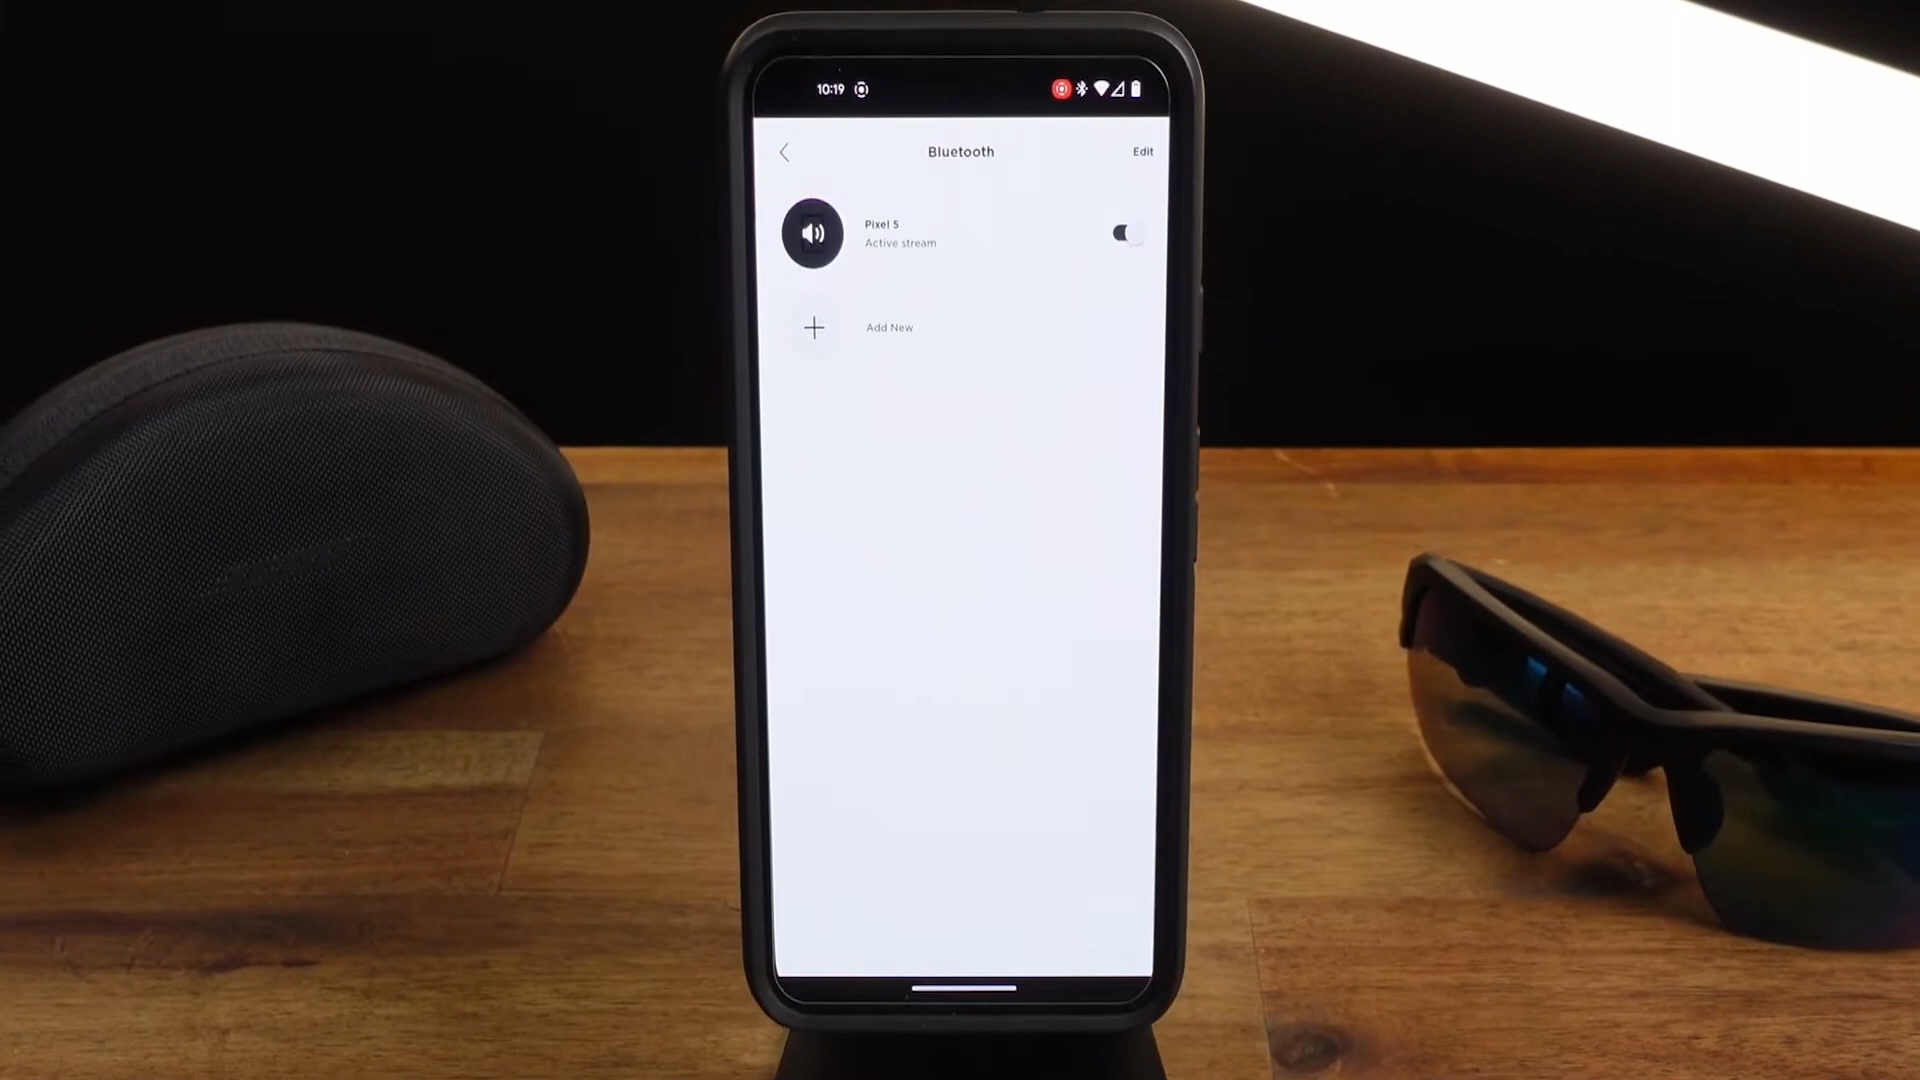 10:19
Bluetooth
Edit
Pixel 5
Active stream
Add New